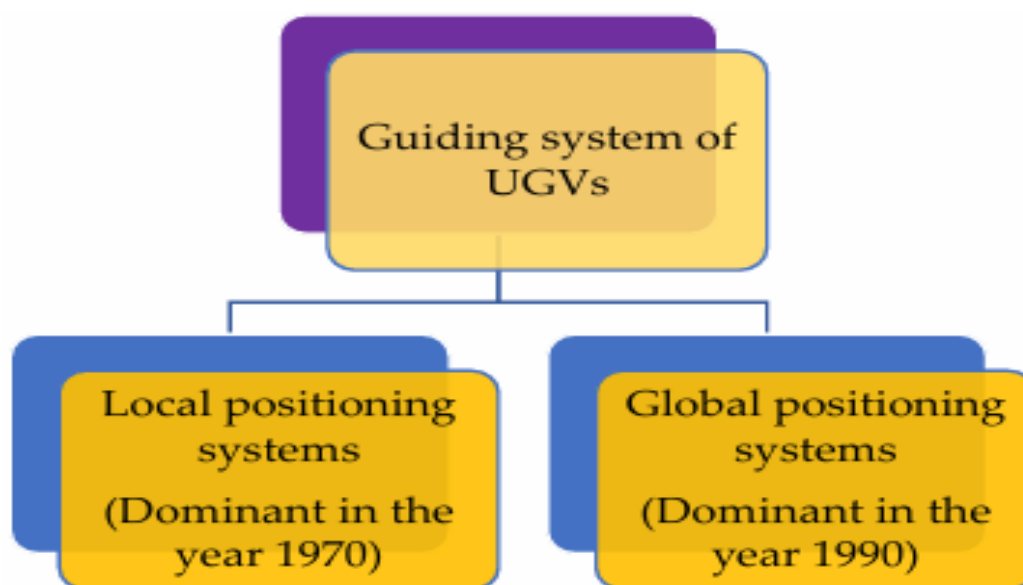 Guiding system of
UGVs
Local positioning
systems
(Dominant in the
year 1970)
Global positioning
systems
(Dominant in the
year 1990)